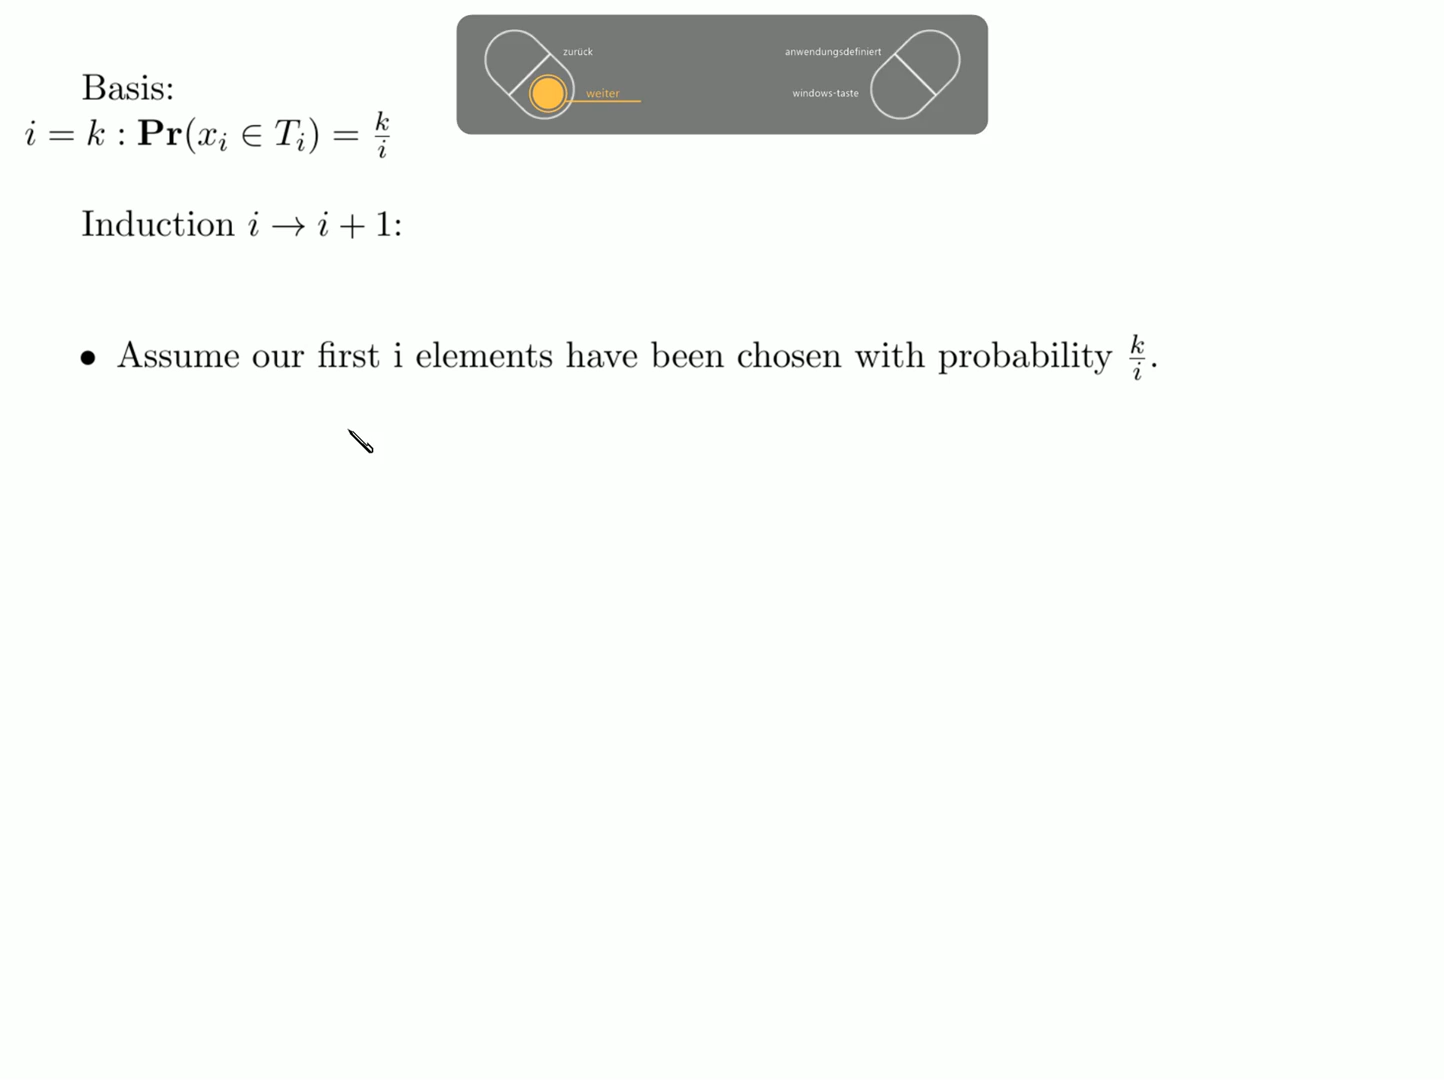 zurück
anwendungsdefiniert
weiter
windows-taste
Basis:
i = k : Pr(x_i ∈ T_i) = k/i
Induction i → i + 1:
• Assume our first i elements have been chosen with probability k/i.